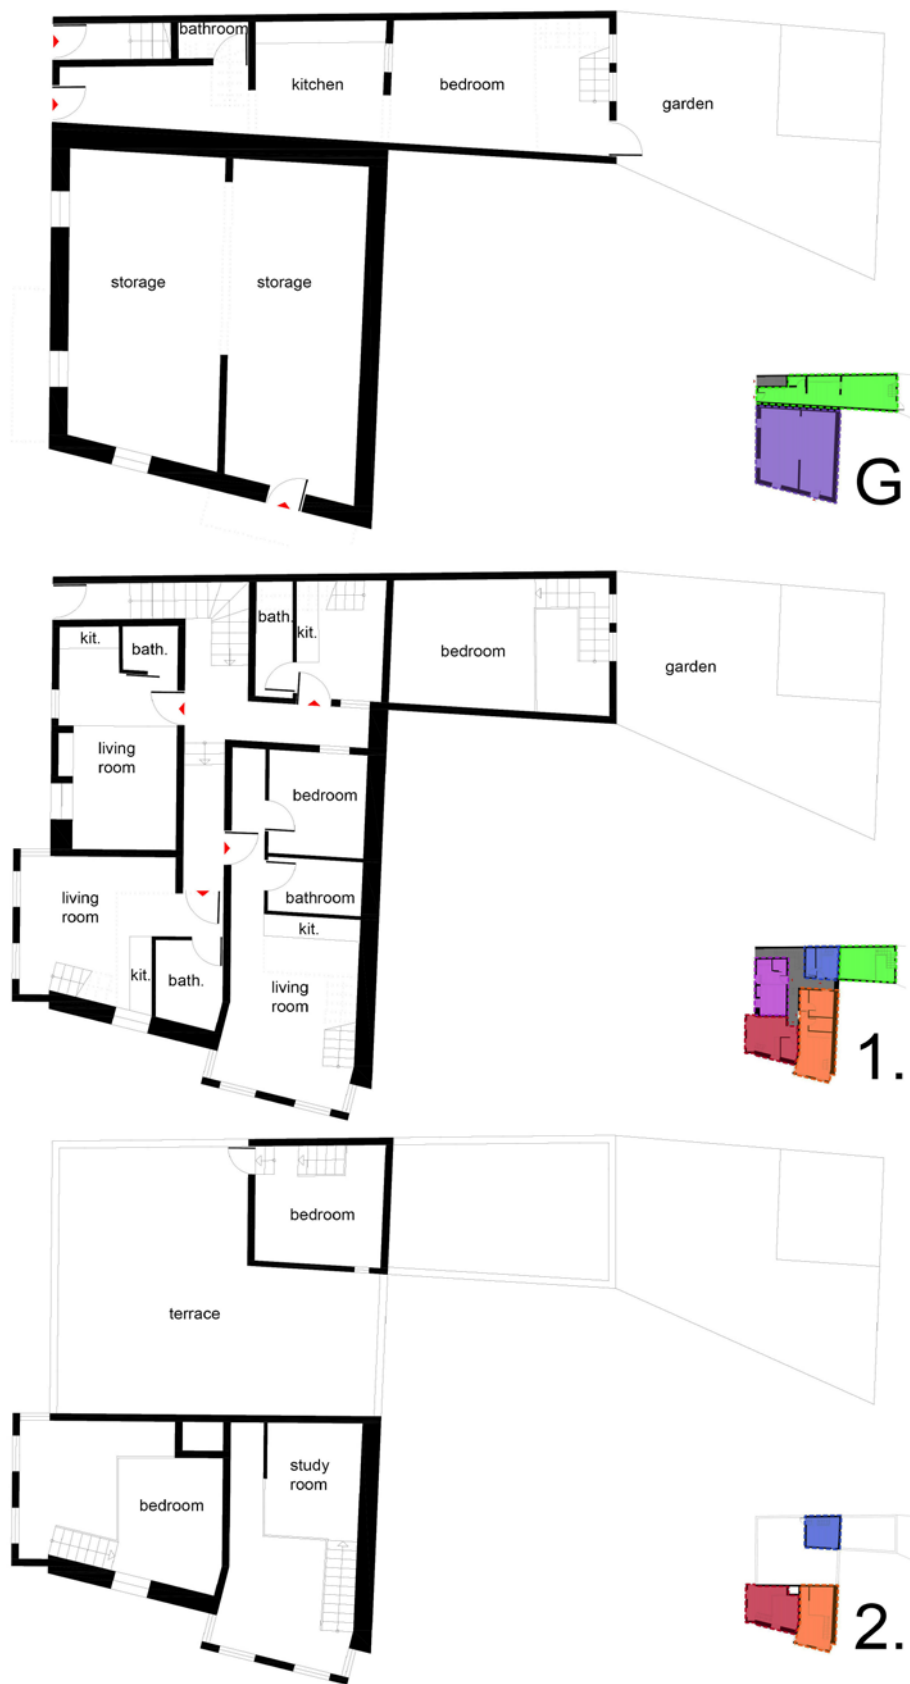 bathroom
kitchen
bedroom
garden
storage
storage
G
kit.
bath.
bath.
kit.
bedroom
garden
living
room
bedroom
living
room
bathroom
kit.
kit.
bath.
living
room
1.
bedroom
terrace
study
room
bedroom
2.